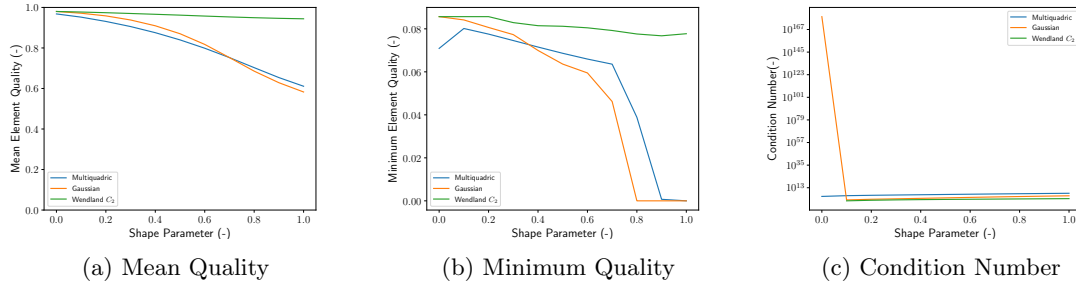 1.0
0.8
0.6
0.4
0.2
0.0
Mean Element Quality (-)
Multiquadric
Gaussian
Wendland C₂
0.0 0.2 0.4 0.6 0.8 1.0
Shape Parameter (-)
(a) Mean Quality
0.08
0.06
0.04
0.02
0.00
Minimum Element Quality (-)
Multiquadric
Gaussian
Wendland C₂
0.0 0.2 0.4 0.6 0.8 1.0
Shape Parameter (-)
(b) Minimum Quality
10¹⁶⁷
10¹⁴⁵
10¹²³
10¹⁰¹
10⁷⁹
10⁵⁷
10³⁵
10¹³
Condition Number(-)
Multiquadric
Gaussian
Wendland C₂
0.0 0.2 0.4 0.6 0.8 1.0
Shape Parameter (-)
(c) Condition Number